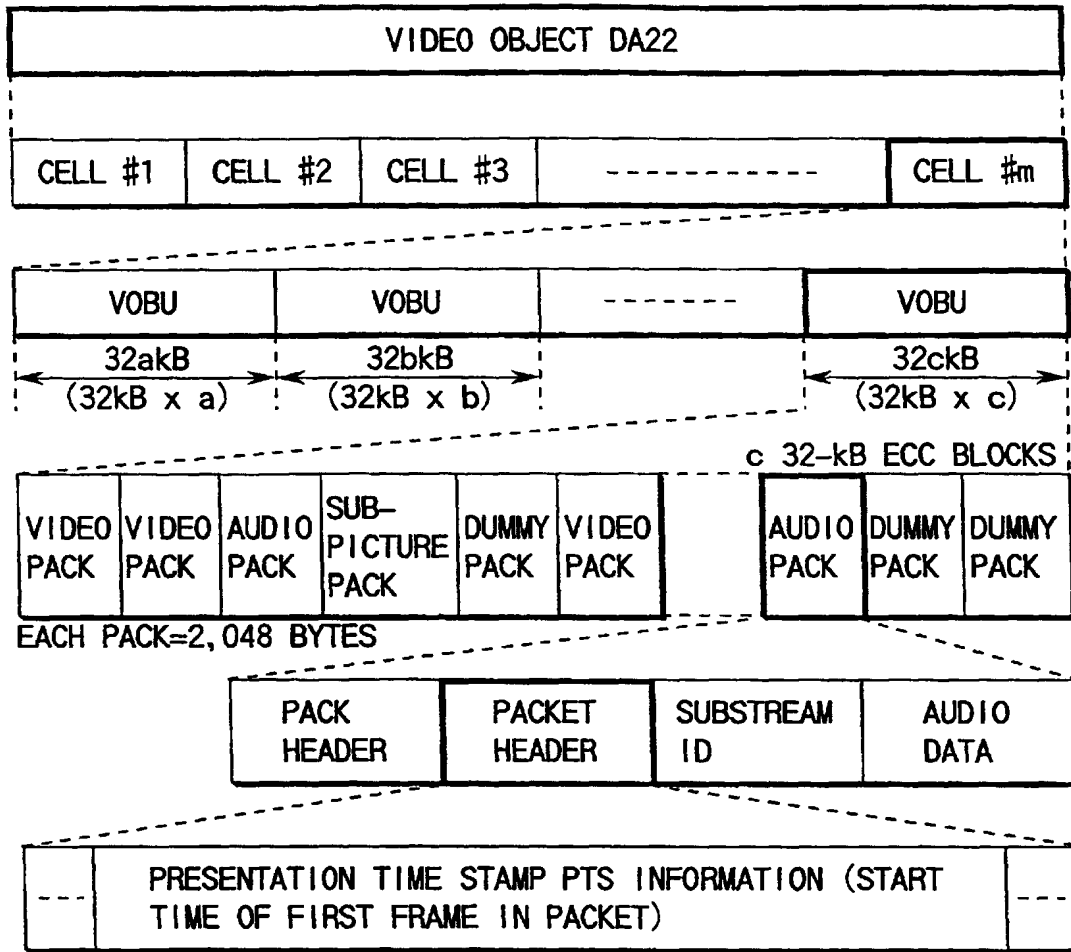 VIDEO OBJECT DA22
CELL #1 CELL #2 CELL #3 CELL #m
VOBU VOBU VOBU
32akB 32bkB 32ckB
(32kB x a) (32kB x b) (32kB x c)
c 32-kB ECC BLOCKS
VIDEO PACK
VIDEO PACK
AUDIO PACK
SUB-
PICTURE
PACK
DUMMY PACK
VIDEO PACK
AUDIO PACK
DUMMY PACK
DUMMY PACK
EACH PACK=2,048 BYTES
PACK
HEADER
PACKET
HEADER
SUBSTREAM
ID
AUDIO
DATA
PRESENTATION TIME STAMP PTS INFORMATION (START
TIME OF FIRST FRAME IN PACKET)